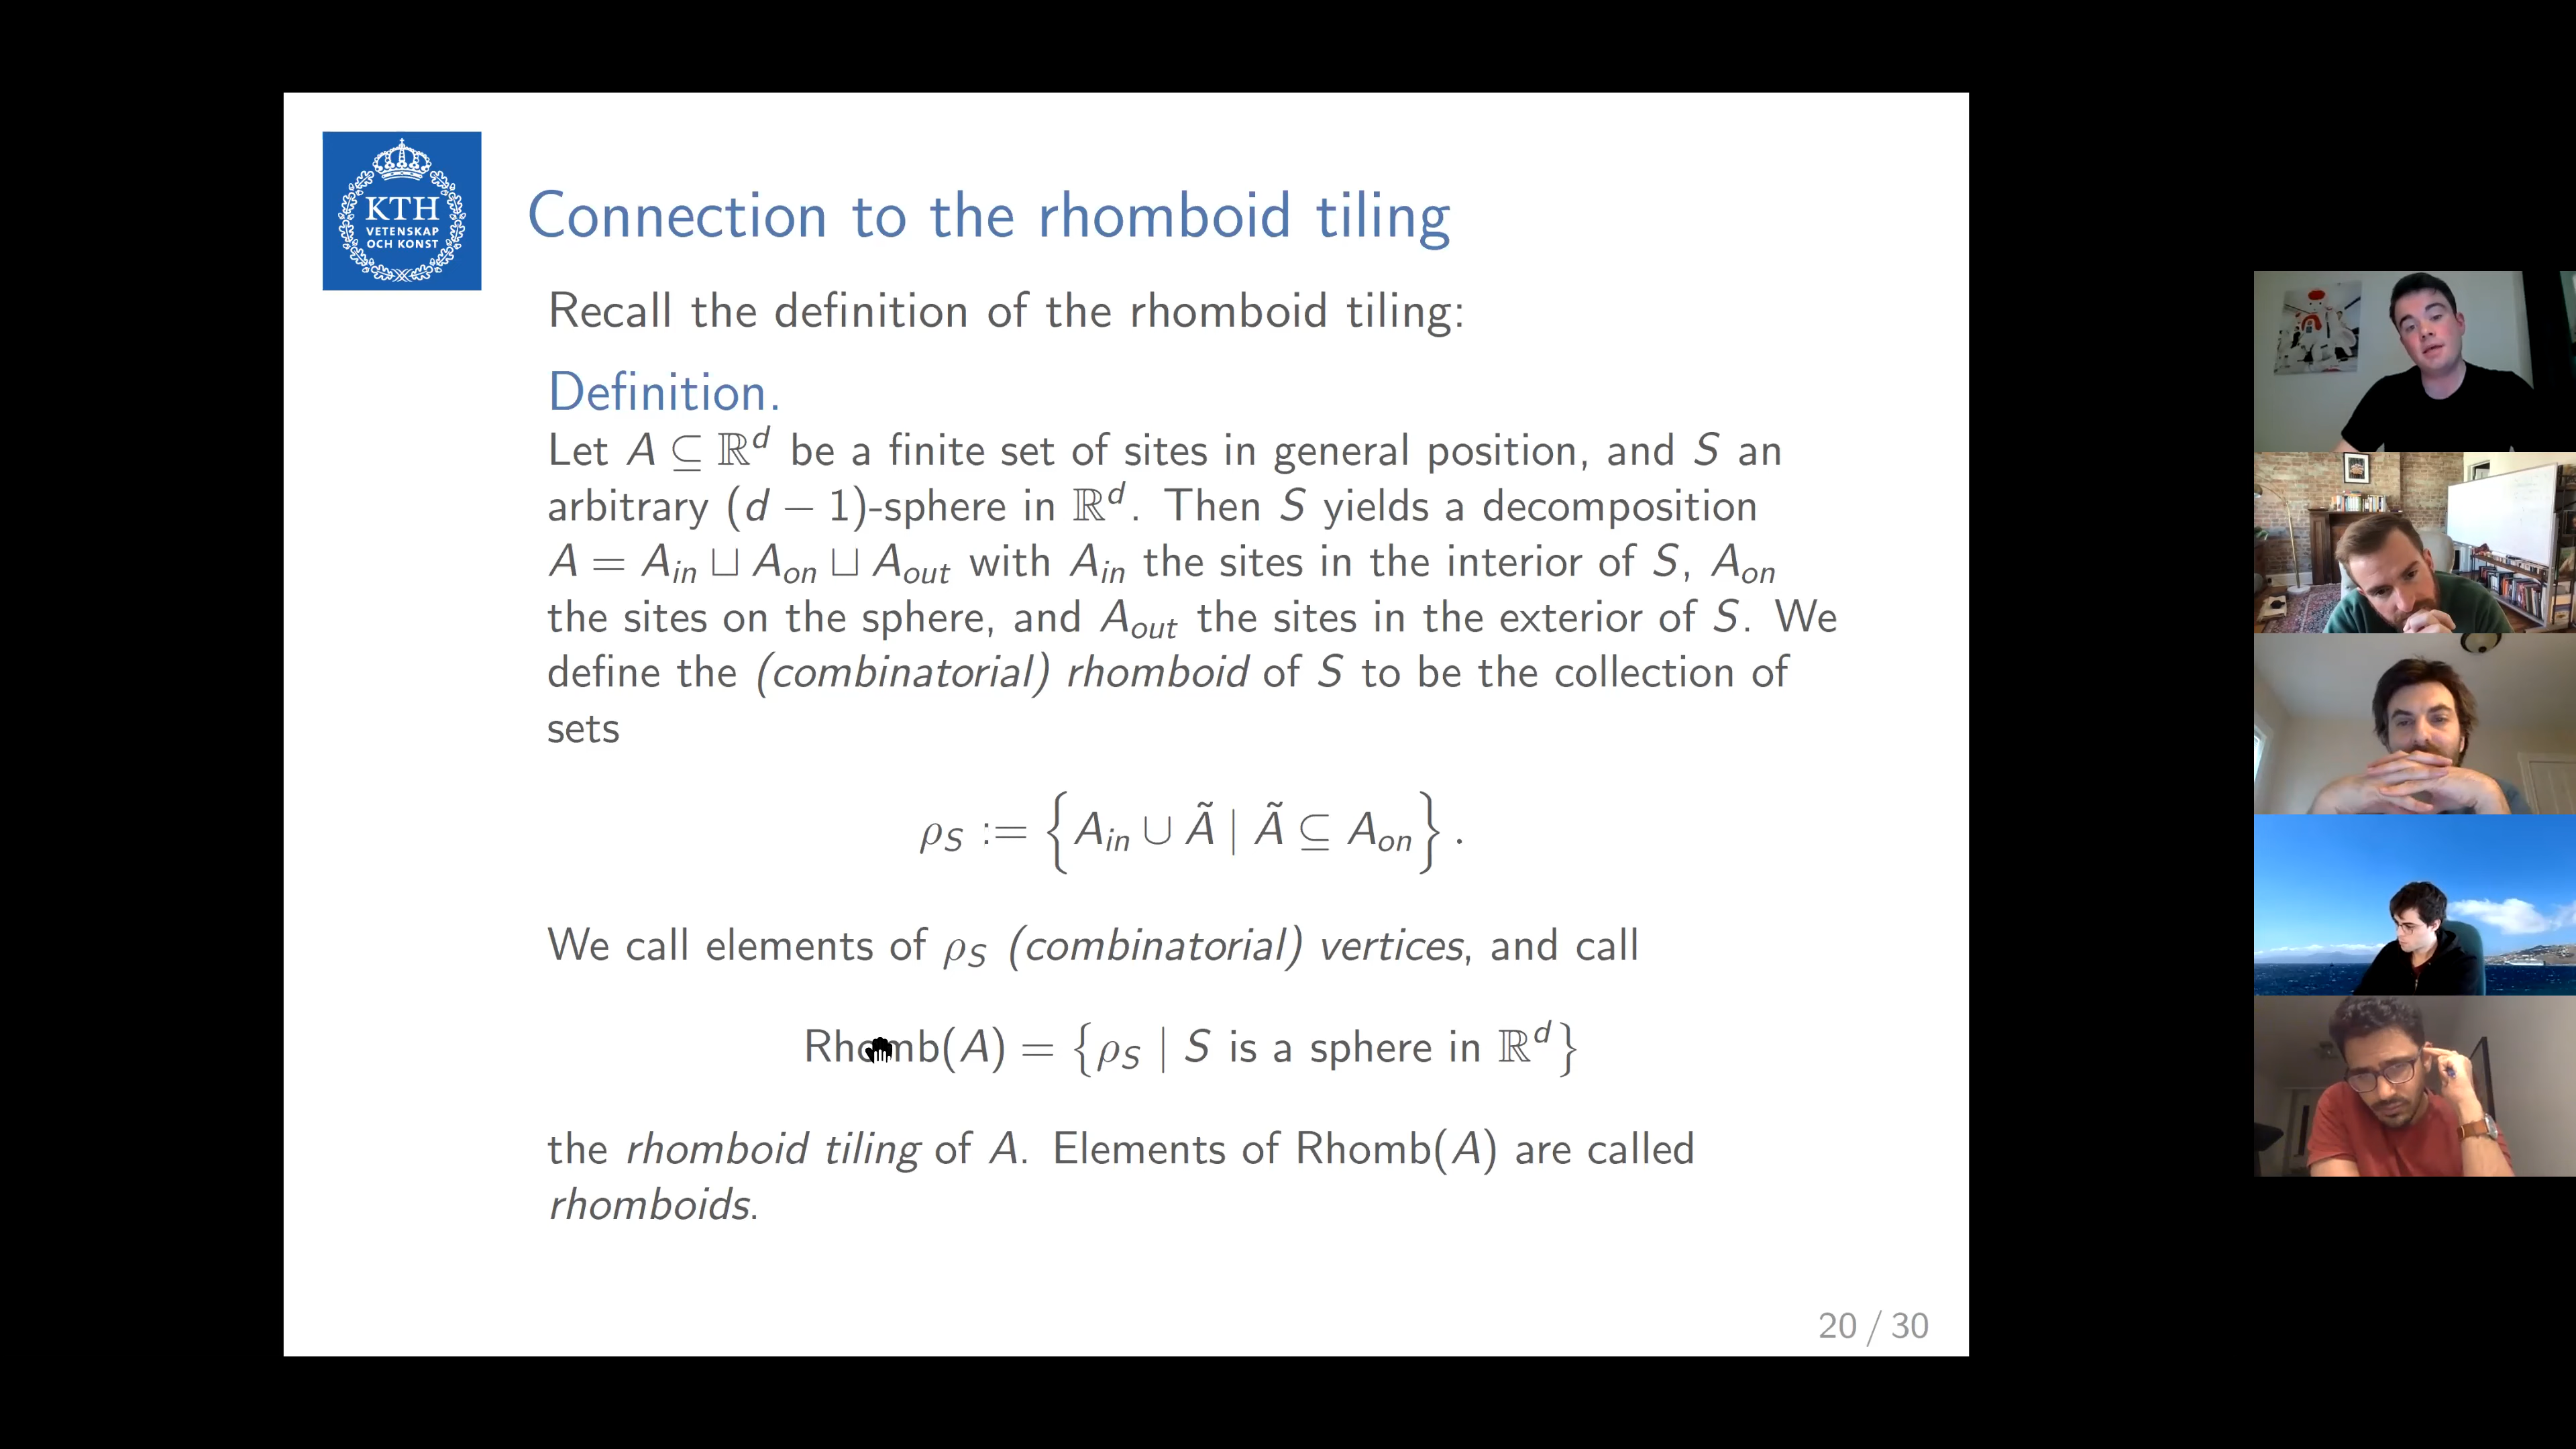 KTH
VETENSKAP
OCH KONST
Connection to the rhomboid tiling
Recall the definition of the rhomboid tiling:
Definition.
Let A ⊆ ℝ^d be a finite set of sites in general position, and S an
arbitrary (d − 1)-sphere in ℝ^d. Then S yields a decomposition
A = A_in ⊔ A_on ⊔ A_out with A_in the sites in the interior of S, A_on
the sites on the sphere, and A_out the sites in the exterior of S. We
define the (combinatorial) rhomboid of S to be the collection of
sets
ρ_S := { A_in ∪ Ã | Ã ⊆ A_on } .
We call elements of ρ_S (combinatorial) vertices, and call
Rhomb(A) = {ρ_S | S is a sphere in ℝ^d}
the rhomboid tiling of A. Elements of Rhomb(A) are called
rhomboids.
20 / 30